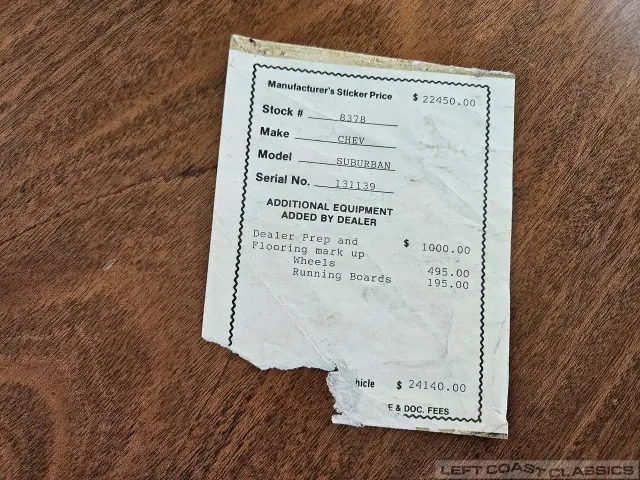 Manufacturer's Sticker Price $ 22450.00
Stock # 8378
Make CHEV
Model SUBURBAN
Serial No. 131139
ADDITIONAL EQUIPMENT
ADDED BY DEALER
Dealer Prep and $ 1000.00
Flooring mark up
Wheels 495.00
Running Boards 195.00
hicle $ 24140.00
E & DOC. FEES
LEFT COAST CLASSICS